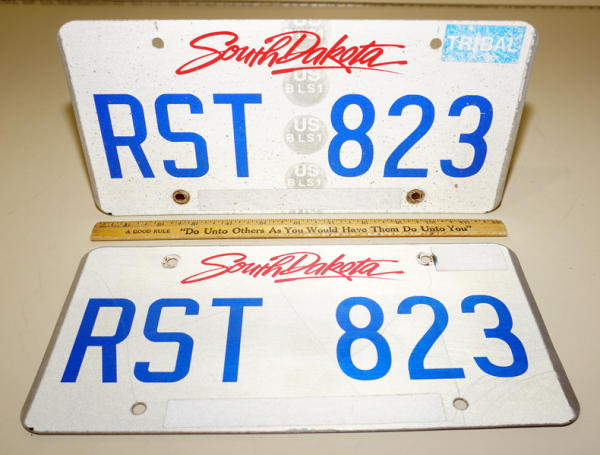 South Dakota
TRIBAL
US
BLS1
US
BLS1
US
BLS1
RST 823
A GOOD RULE "Do Unto Others As You Would Have Them Do Unto You"
South Dakota
RST 823